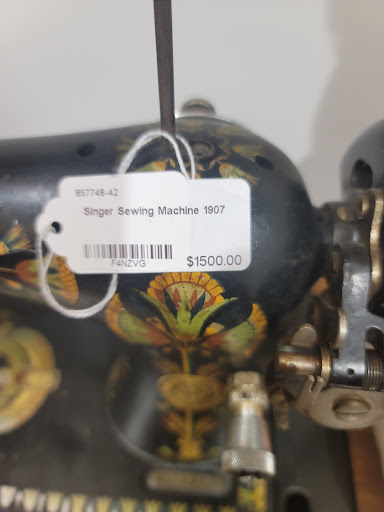 857748-42
Singer Sewing Machine 1907
F4NZVG
$1500.00